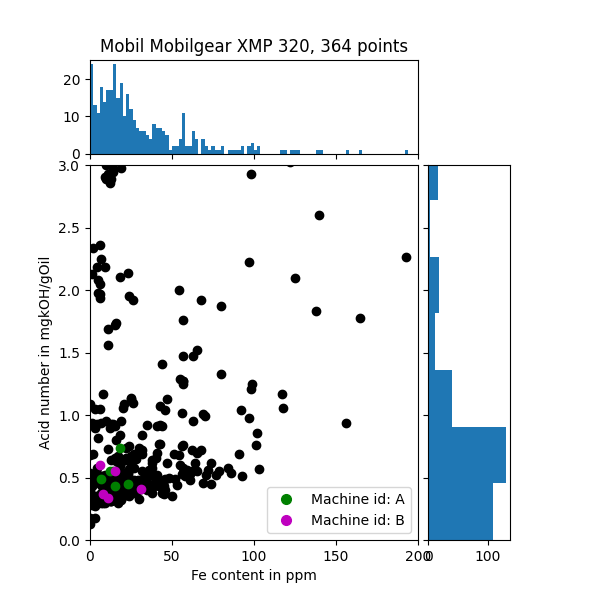 Mobil Mobilgear XMP 320, 364 points
20
10
0
3.0
2.5
2.0
1.5
1.0
0.5
0.0
Acid number in mgkOH/gOil
Machine id: A
Machine id: B
0 50 100 150 200
0 100
Fe content in ppm